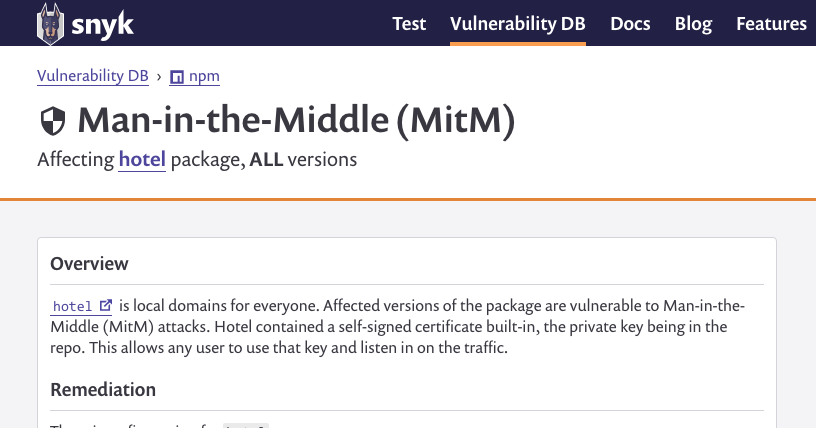 snyk Test Vulnerability DB Docs Blog Features
Vulnerability DB › npm
Man-in-the-Middle (MitM)
Affecting hotel package, ALL versions
Overview
hotel is local domains for everyone. Affected versions of the package are vulnerable to Man-in-the-
Middle (MitM) attacks. Hotel contained a self-signed certificate built-in, the private key being in the
repo. This allows any user to use that key and listen in on the traffic.
Remediation